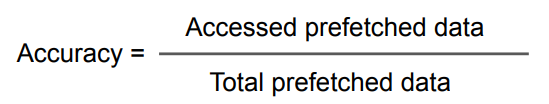 Accessed prefetched data
Accuracy =
Total prefetched data